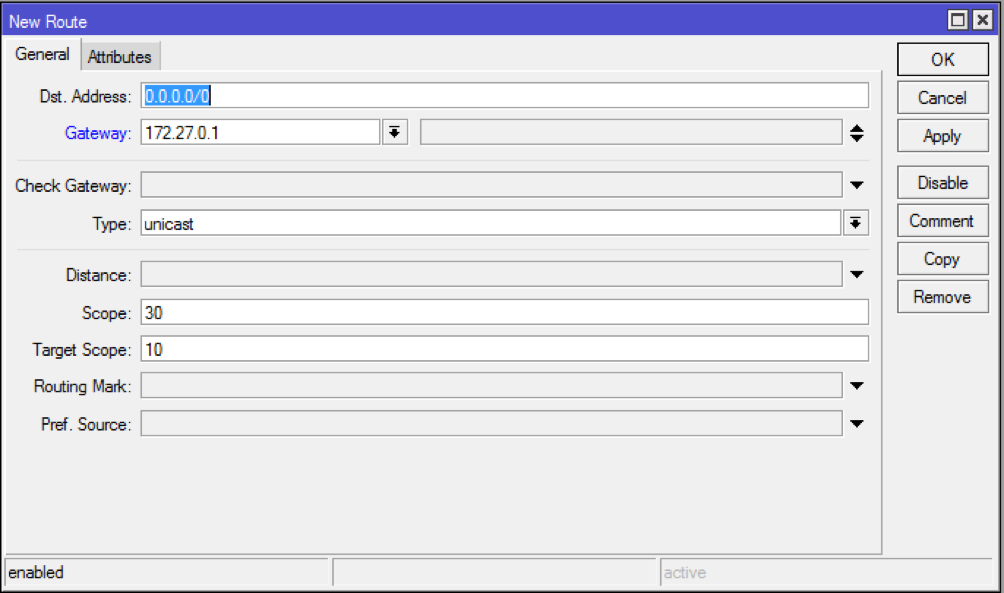 New Route
General Attributes
Dst. Address: 0.0.0.0/0
Gateway: 172.27.0.1
Check Gateway:
Type: unicast
Distance:
Scope: 30
Target Scope: 10
Routing Mark:
Pref. Source:
OK
Cancel
Apply
Disable
Comment
Copy
Remove
enabled active